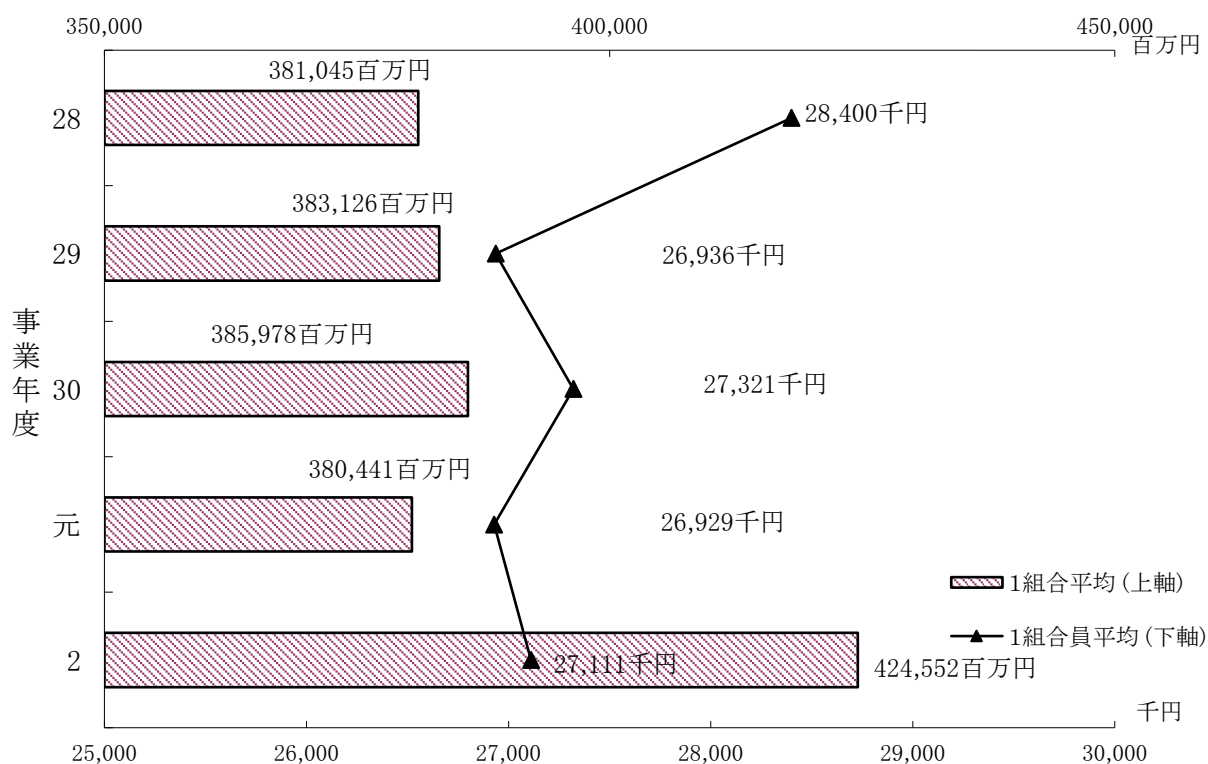 350,000 400,000 450,000
百万円
381,045百万円
28 28,400千円
383,126百万円
29 26,936千円
事業年度
385,978百万円
30 27,321千円
380,441百万円
元 26,929千円
1組合平均(上軸)
1組合員平均(下軸)
2 27,111千円 424,552百万円
千円
25,000 26,000 27,000 28,000 29,000 30,000